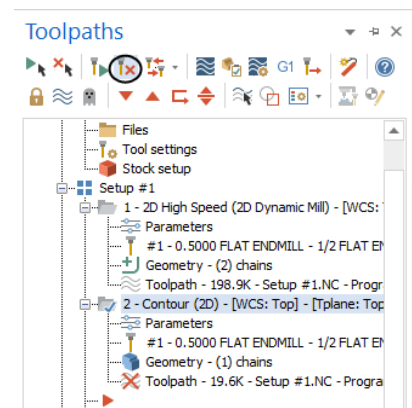 Toolpaths
G1
Files
Tool settings
Stock setup
Setup #1
1 - 2D High Speed (2D Dynamic Mill) - [WCS:
Parameters
#1 - 0.5000 FLAT ENDMILL - 1/2 FLAT EN
Geometry - (2) chains
Toolpath - 198.9K - Setup #1.NC - Progr
2 - Contour (2D) - [WCS: Top] - [Tplane: Top
Parameters
#1 - 0.5000 FLAT ENDMILL - 1/2 FLAT EN
Geometry - (1) chains
Toolpath - 19.6K - Setup #1.NC - Progra